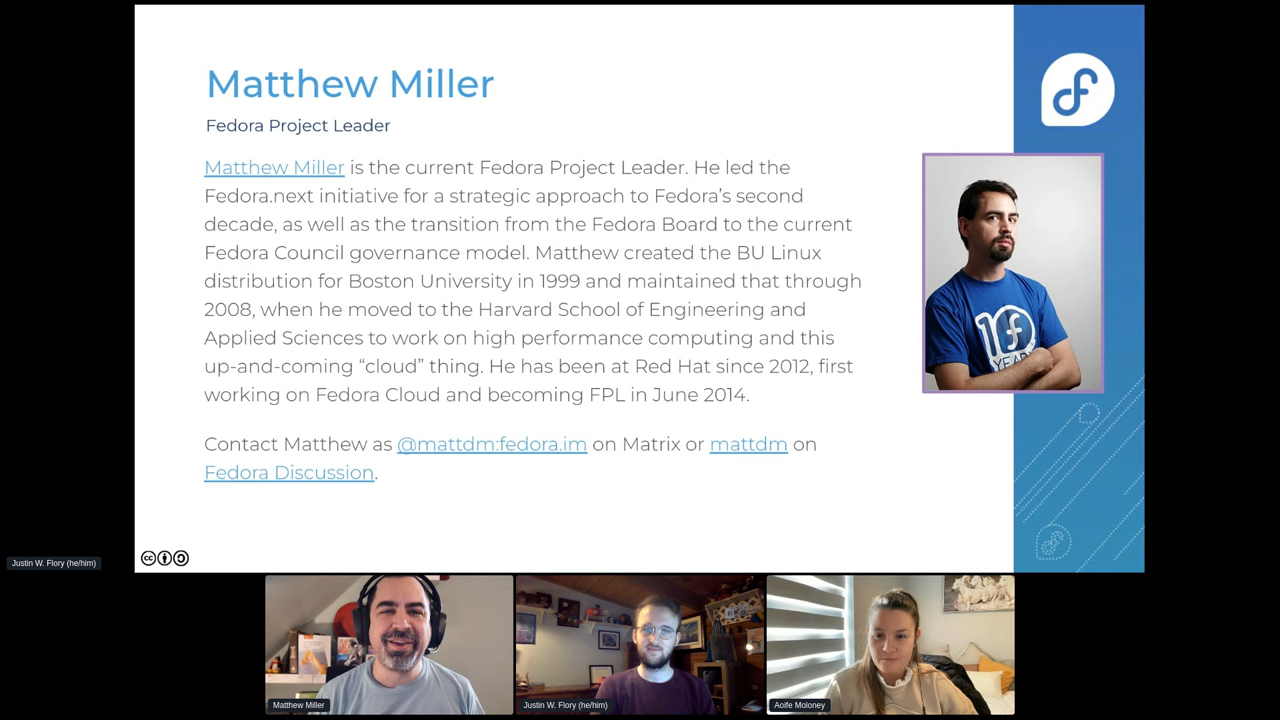 Matthew Miller
Fedora Project Leader
Matthew Miller is the current Fedora Project Leader. He led the
Fedora.next initiative for a strategic approach to Fedora’s second
decade, as well as the transition from the Fedora Board to the current
Fedora Council governance model. Matthew created the BU Linux
distribution for Boston University in 1999 and maintained that through
2008, when he moved to the Harvard School of Engineering and
Applied Sciences to work on high performance computing and this
up-and-coming “cloud” thing. He has been at Red Hat since 2012, first
working on Fedora Cloud and becoming FPL in June 2014.
Contact Matthew as @mattdm:fedora.im on Matrix or mattdm on
Fedora Discussion.
10
YEARS
cc
Justin W. Flory (he/him)
Matthew Miller
Justin W. Flory (he/him)
Aoife Moloney